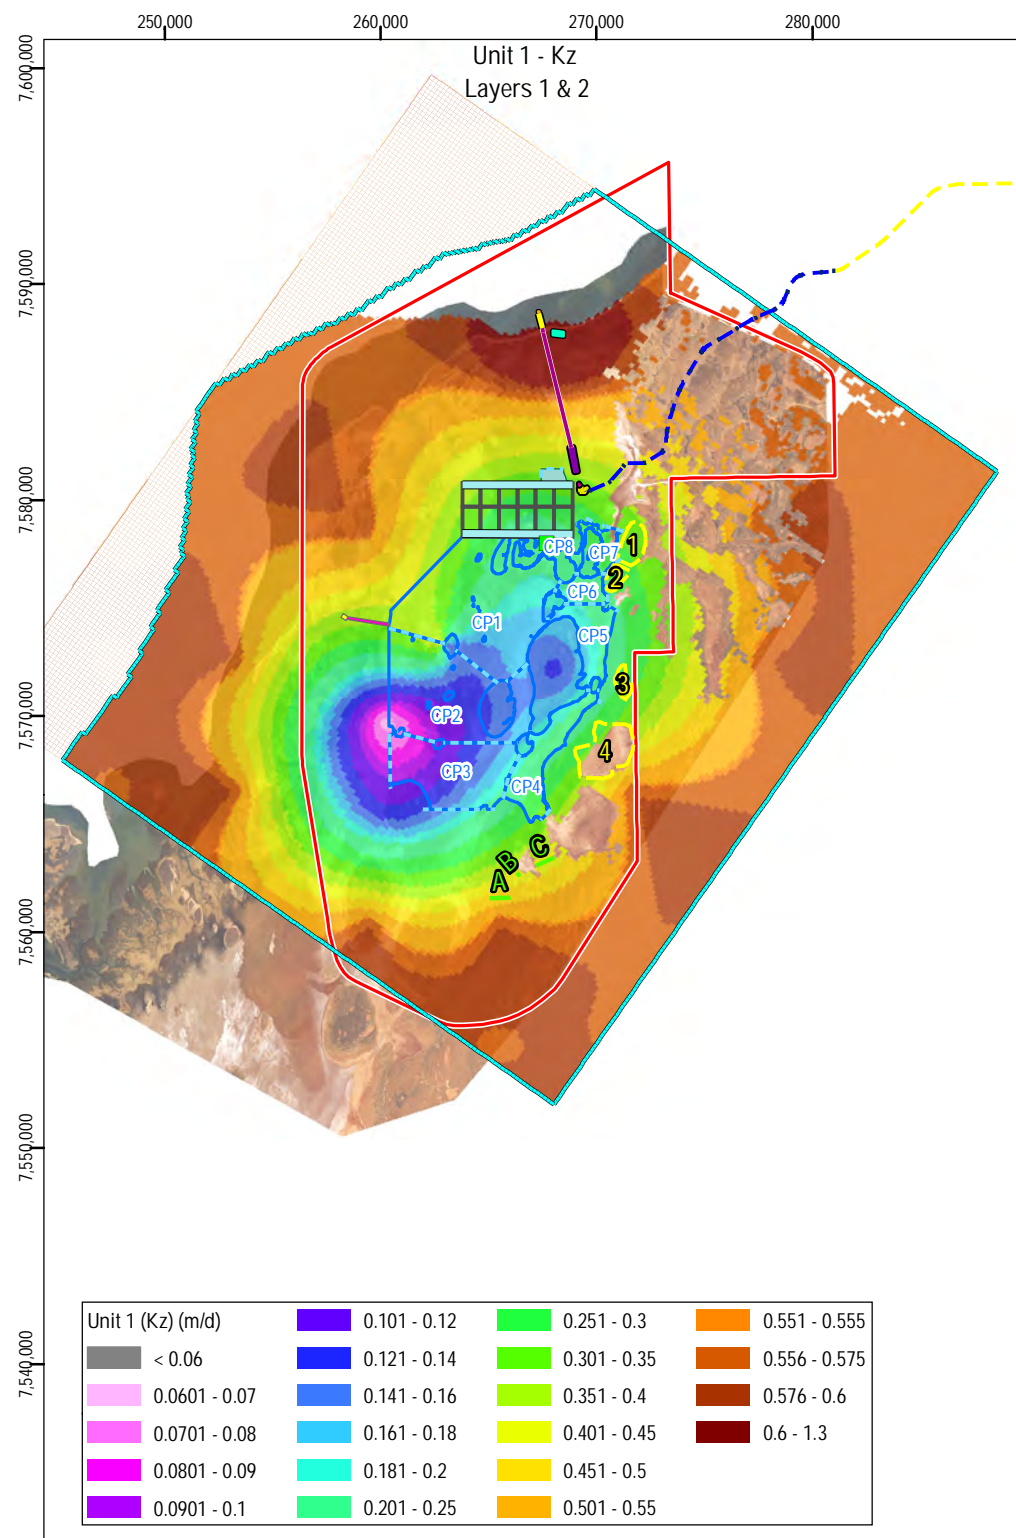 250,000 260,000 270,000 280,000
7,600,000
7,590,000
7,580,000
7,570,000
7,560,000
7,550,000
7,540,000
Unit 1 - Kz
Layers 1 & 2
CP8
CP7
1
2
CP6
CP1
CP5
3
CP2
4
CP3
CP4
C
B
A
Unit 1 (Kz) (m/d)
< 0.06
0.0601 - 0.07
0.0701 - 0.08
0.0801 - 0.09
0.0901 - 0.1
0.101 - 0.12
0.121 - 0.14
0.141 - 0.16
0.161 - 0.18
0.181 - 0.2
0.201 - 0.25
0.251 - 0.3
0.301 - 0.35
0.351 - 0.4
0.401 - 0.45
0.451 - 0.5
0.501 - 0.55
0.551 - 0.555
0.556 - 0.575
0.576 - 0.6
0.6 - 1.3